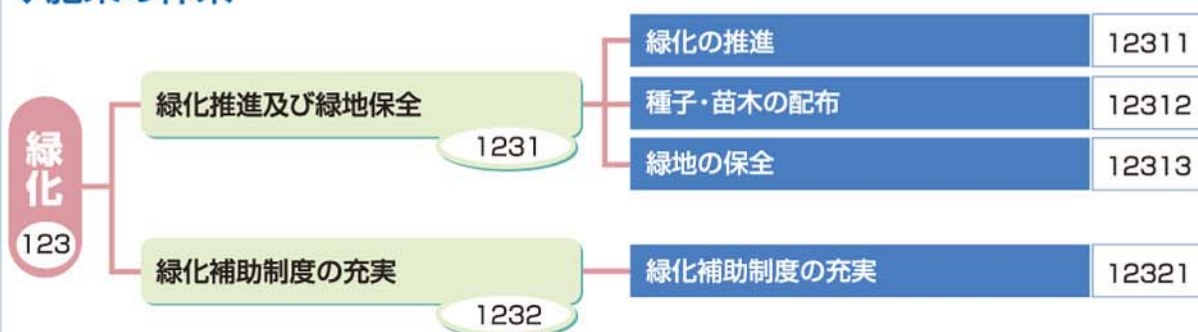 緑化
123
緑化推進及び緑地保全
1231
緑化の推進
12311
種子・苗木の配布
12312
緑地の保全
12313
緑化補助制度の充実
1232
緑化補助制度の充実
12321